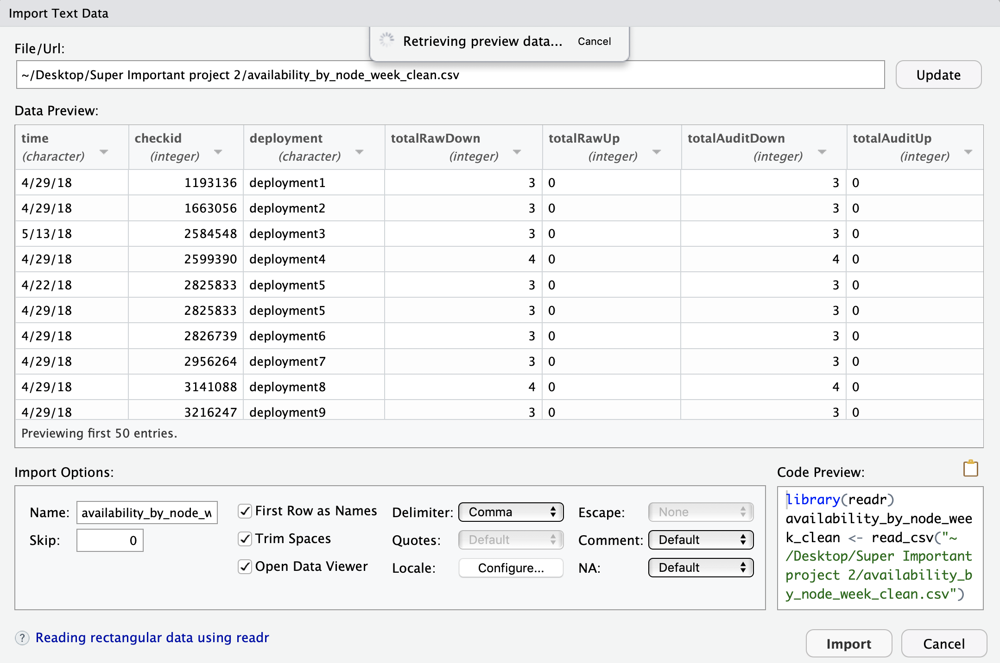 Import Text Data
Retrieving preview data... Cancel
File/Url:
~/Desktop/Super Important project 2/availability_by_node_week_clean.csv Update
Data Preview:
time checkid deployment totalRawDown totalRawUp totalAuditDown totalAuditUp
(character) (integer) (character) (integer) (integer) (integer) (integer)
4/29/18 1193136 deployment1 3 0 3 0
4/29/18 1663056 deployment2 3 0 3 0
5/13/18 2584548 deployment3 3 0 3 0
4/29/18 2599390 deployment4 4 0 4 0
4/22/18 2825833 deployment5 3 0 3 0
4/29/18 2825833 deployment5 3 0 3 0
4/29/18 2826739 deployment6 3 0 3 0
4/29/18 2956264 deployment7 3 0 3 0
4/29/18 3141088 deployment8 4 0 4 0
4/29/18 3216247 deployment9 3 0 3 0
Previewing first 50 entries.
Import Options:
Name: availability_by_node_w
Skip: 0
First Row as Names
Trim Spaces
Open Data Viewer
Delimiter: Comma
Quotes: Default
Locale: Configure...
Escape: None
Comment: Default
NA: Default
Code Preview:
library(readr)
availability_by_node_wee
k_clean <- read_csv("~
/Desktop/Super Important
project 2/availability_b
y_node_week_clean.csv")
? Reading rectangular data using readr
Import Cancel